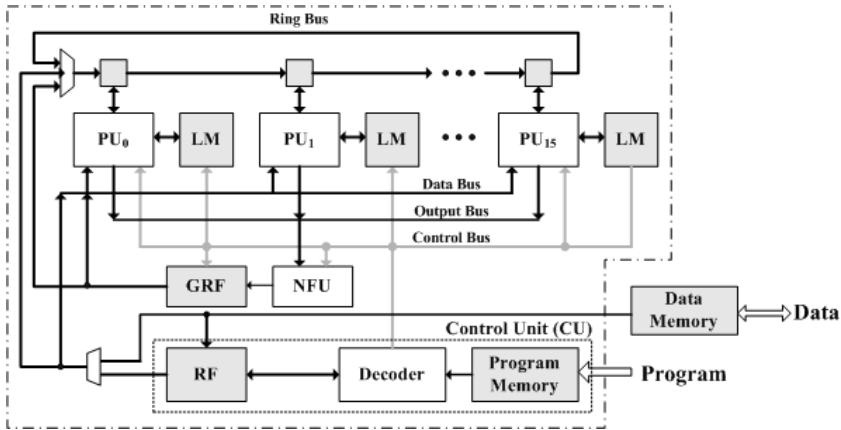 Ring Bus
PU0 LM PU1 LM PU15 LM
Data Bus
Output Bus
Control Bus
GRF NFU
Data
Memory
Data
Control Unit (CU)
RF Decoder
Program
Memory
Program